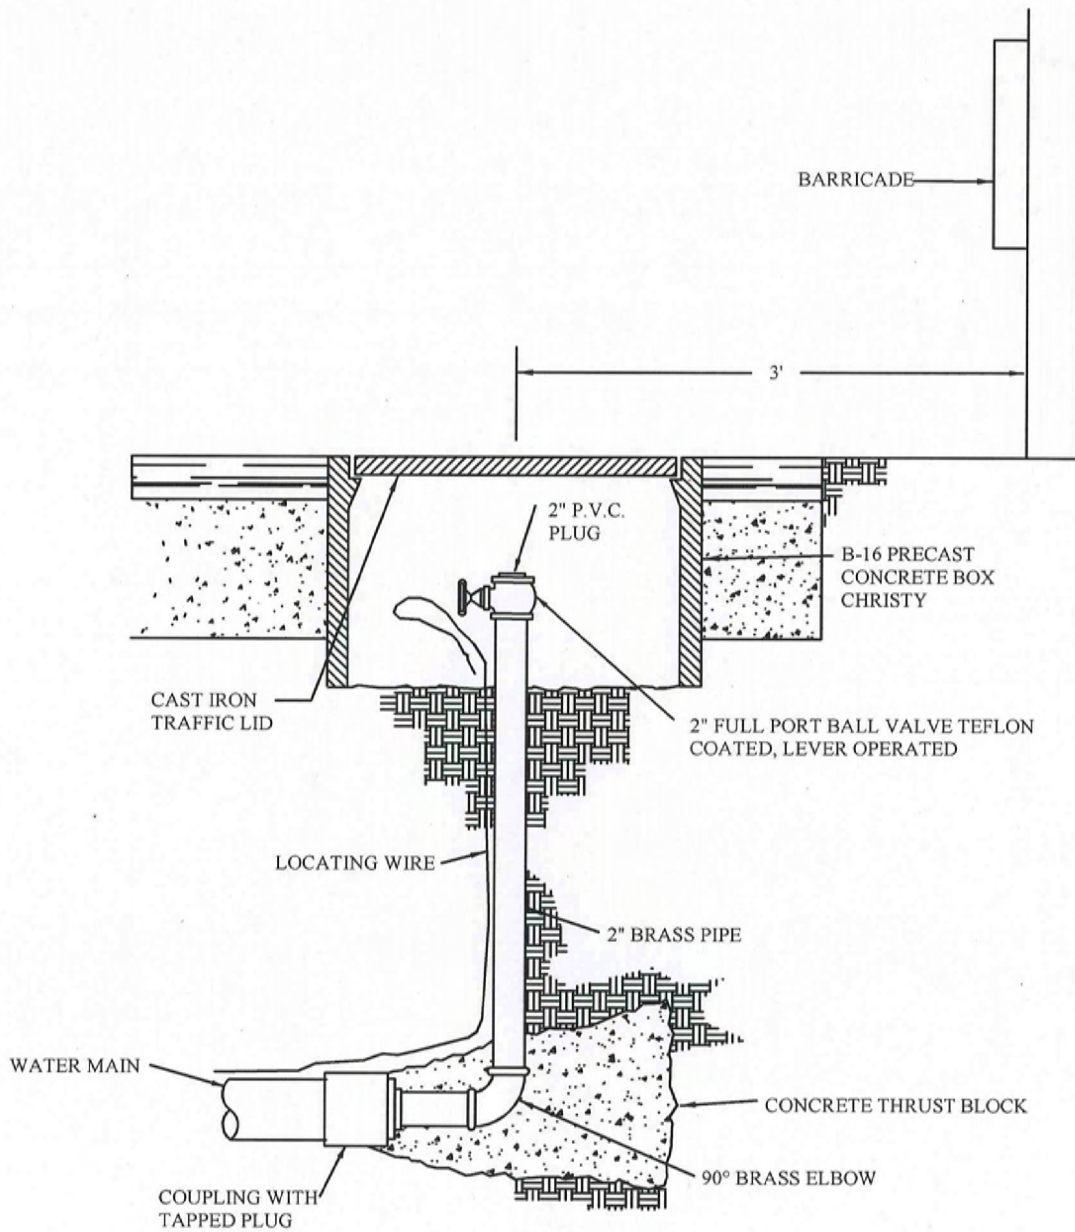 BARRICADE
3'
2" P.V.C.
PLUG
B-16 PRECAST
CONCRETE BOX
CHRISTY
CAST IRON
TRAFFIC LID
2" FULL PORT BALL VALVE TEFLON
COATED, LEVER OPERATED
LOCATING WIRE
2" BRASS PIPE
WATER MAIN
CONCRETE THRUST BLOCK
90° BRASS ELBOW
COUPLING WITH
TAPPED PLUG